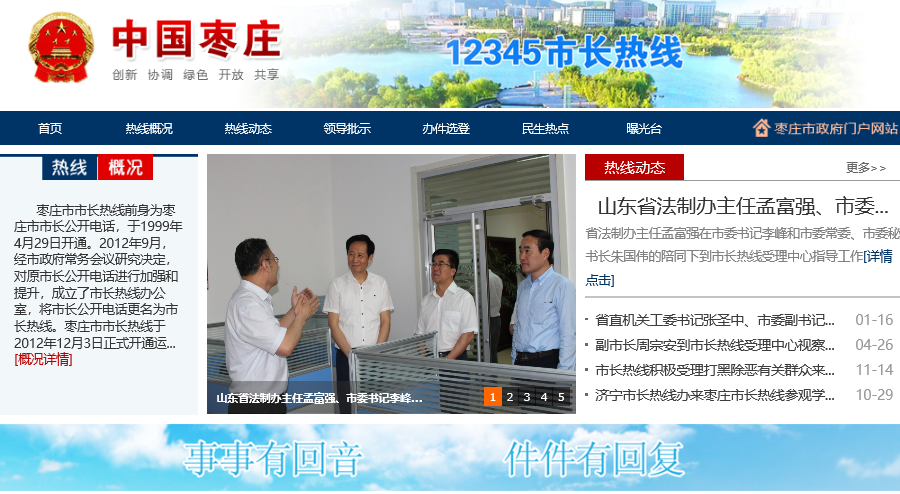 中国枣庄
创新 协调 绿色 开放 共享
12345市长热线
首页 热线概况 热线动态 领导批示 办件选登 民生热点 曝光台 枣庄市政府门户网站
热线 概况
枣庄市市长热线前身为枣
庄市市长公开电话，于1999年
4月29日开通。2012年9月，
经市政府常务会议研究决定，
对原市长公开电话进行加强和
提升，成立了市长热线办公
室，将市长公开电话更名为市
长热线。枣庄市市长热线于
2012年12月3日正式开通运...
[概况详情]
山东省法制办主任孟富强、市委书记李峰...
1 2 3 4 5
热线动态 更多>>
山东省法制办主任孟富强、市委...
省法制办主任孟富强在市委书记李峰和市委常委、市委秘
书长朱国伟的陪同下到市长热线受理中心指导工作[详情
点击]
省直机关工委书记张圣中、市委副书记... 01-16
副市长周宗安到市长热线受理中心视察... 04-26
市长热线积极受理打黑除恶有关群众来... 11-14
济宁市长热线办来枣庄市长热线参观学... 10-29
事事有回音 件件有回复